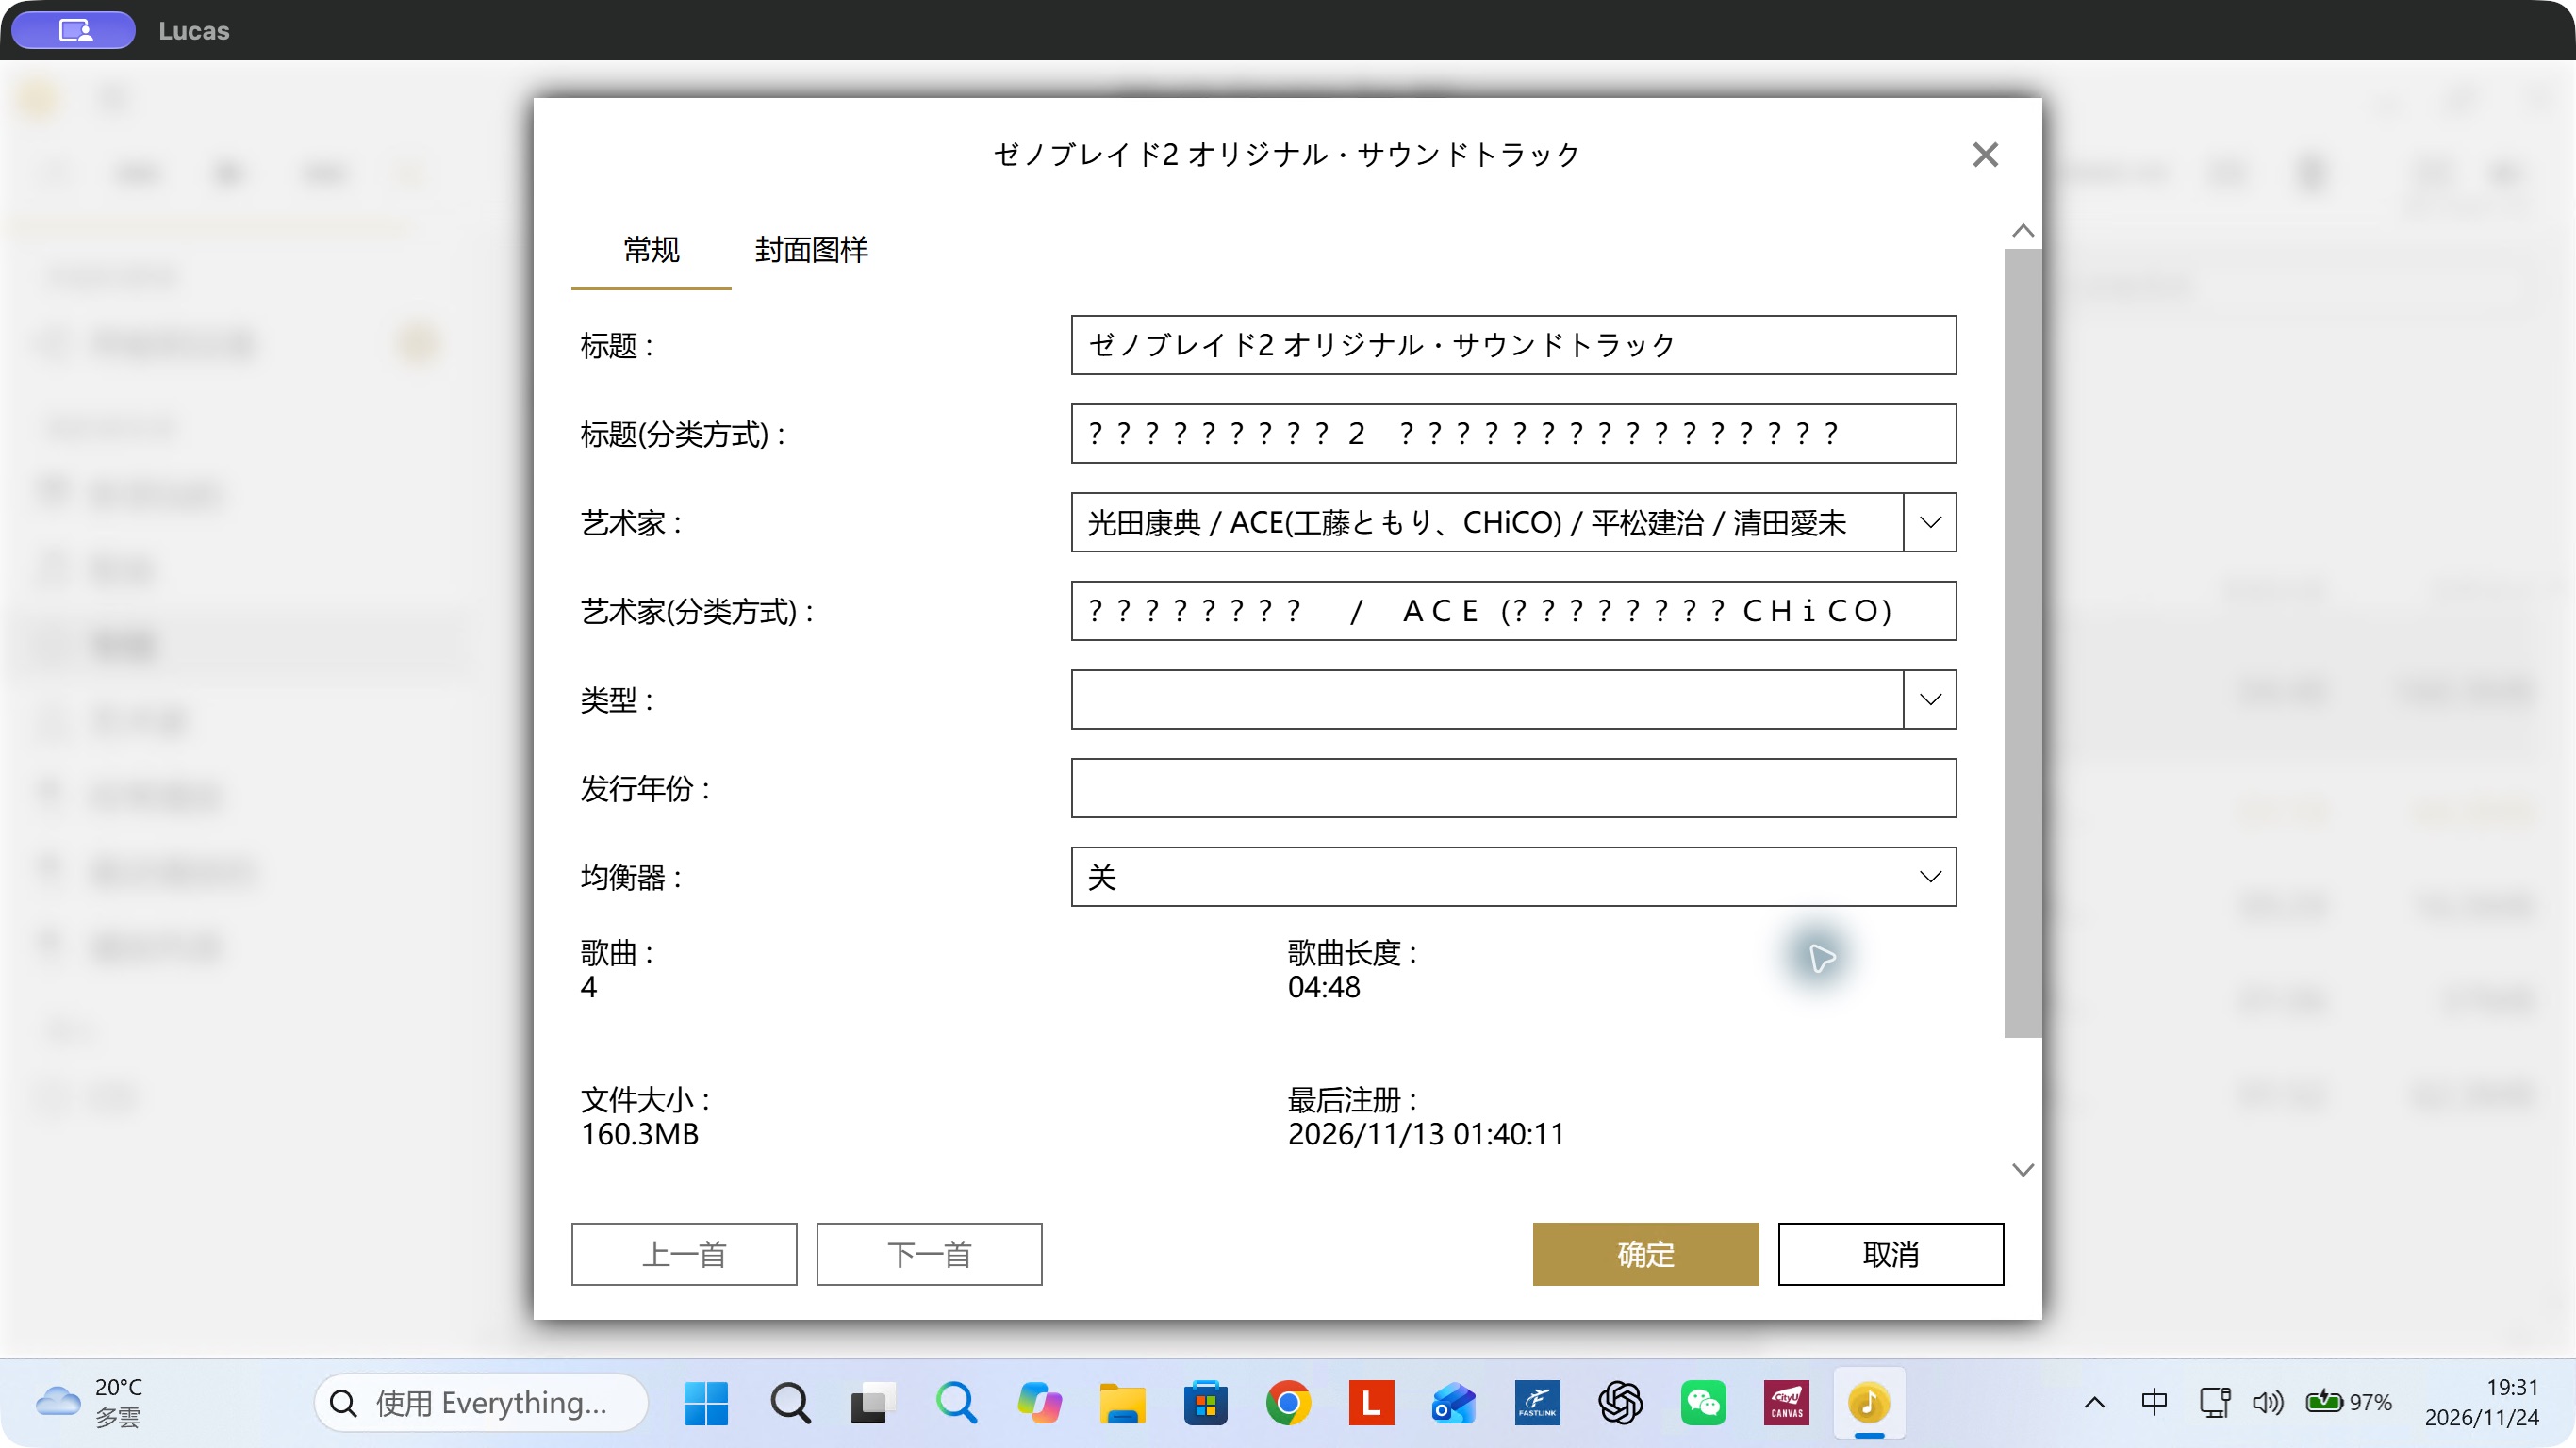 Lucas
ゼノブレイド2 オリジナル・サウンドトラック
常规
封面图样
标题 :
ゼノブレイド2 オリジナル・サウンドトラック
标题(分类方式) :
？？？？？？？？？２　？？？？？？？？？？？？？？？？
艺术家 :
光田康典 / ACE(工藤ともり、CHiCO) / 平松建治 / 清田愛未
艺术家(分类方式) :
？？？？？？？？　／　ＡＣＥ（？？？？？？？？ＣＨｉＣＯ）
类型 :
发行年份 :
均衡器 :
关
歌曲 :
4
歌曲长度 :
04:48
文件大小 :
160.3MB
最后注册 :
2026/11/13 01:40:11
上一首
下一首
确定
取消
20°C
多雲
使用 Everything...
L
FASTLINK
CityU
CANVAS
中
97%
19:31
2026/11/24